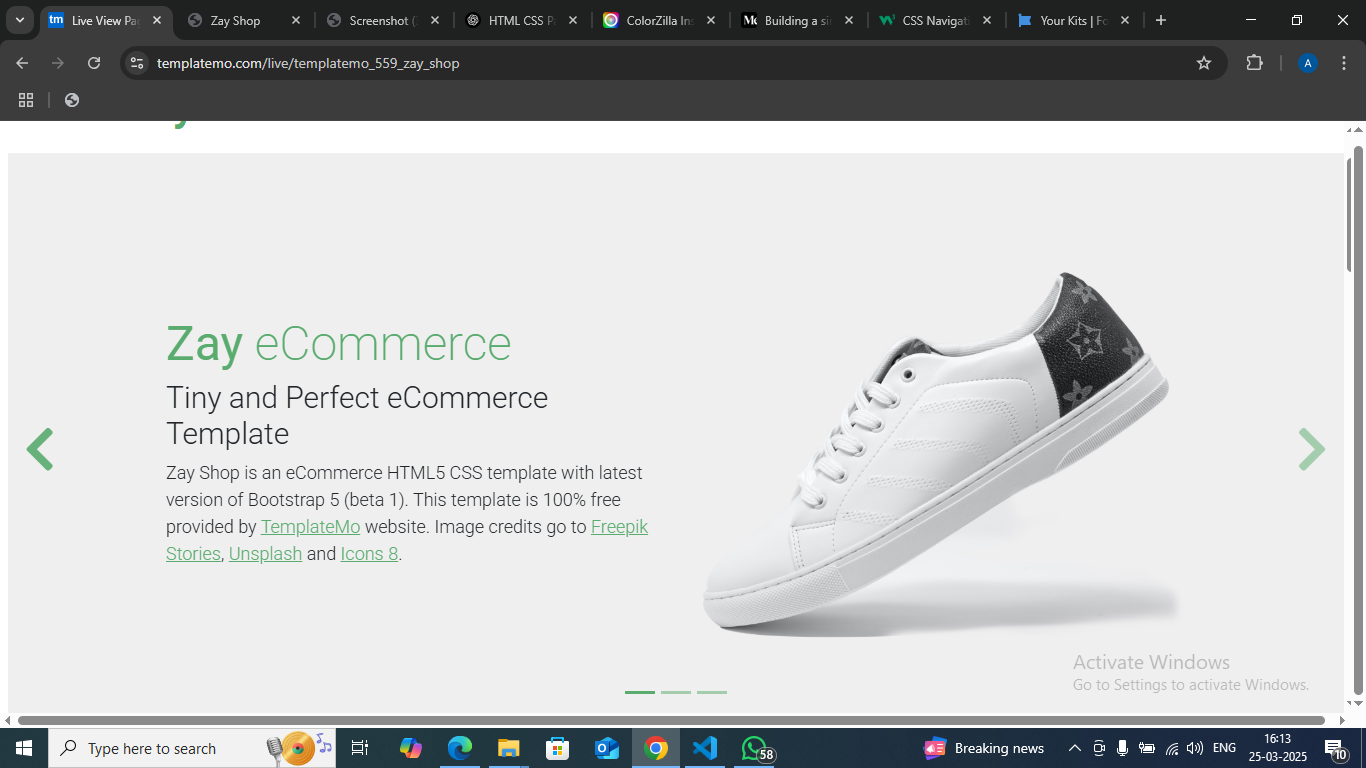 tm Live View Pa
Zay Shop
Screenshot (
HTML CSS P
ColorZilla Ins
Building a si
CSS Navigati
Your Kits | Fo
templatemo.com/live/templatemo_559_zay_shop
A
Zay eCommerce
Tiny and Perfect eCommerce
Template
Zay Shop is an eCommerce HTML5 CSS template with latest
version of Bootstrap 5 (beta 1). This template is 100% free
provided by TemplateMo website. Image credits go to Freepik
Stories, Unsplash and Icons 8.
Activate Windows
Go to Settings to activate Windows.
Type here to search
58
Breaking news
ENG
16:13
25-03-2025
10